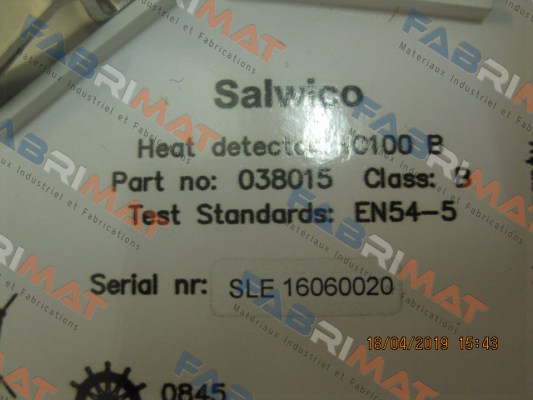 Salwico
Heat detector C100 B
Part no: 038015 Class: B
Test Standards: EN54-5
Serial nr: SLE 16060020
18/04/2019 15:43
0845
FABRIMAT
Matériaux Industriel et Fabrications